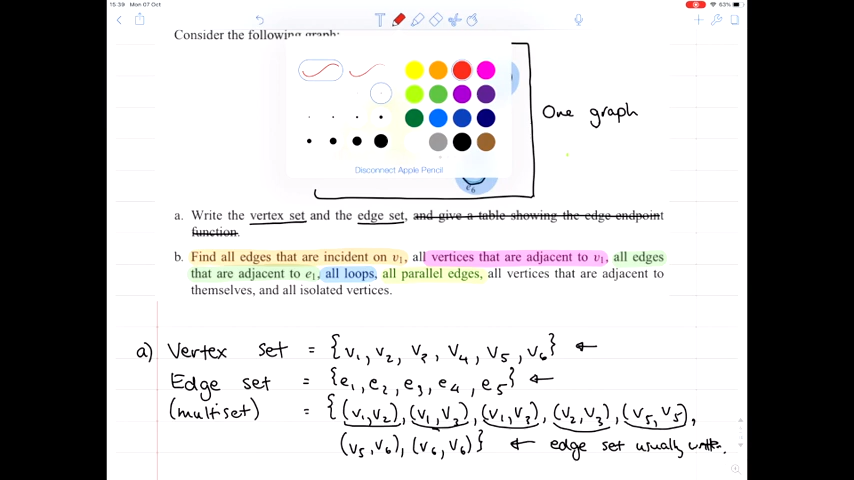 15.39 Mon 07 Oct
63%
Consider the following graph:
Disconnect Apple Pencil
One graph
v6
a. Write the vertex set and the edge set, and give a table showing the edge endpoint
function.
b. Find all edges that are incident on v1, all vertices that are adjacent to v1, all edges
that are adjacent to e1, all loops, all parallel edges, all vertices that are adjacent to
themselves, and all isolated vertices.
a) Vertex set = {v1, v2, v3, v4, v5, v6} ←
Edge set = {e1, e2, e3, e4, e5} ←
(multiset) = {(v1,v2), (v1,v3), (v1,v3), (v2,v3), (v5,v5),
(v5,v6), (v6,v6)} ← edge set usually